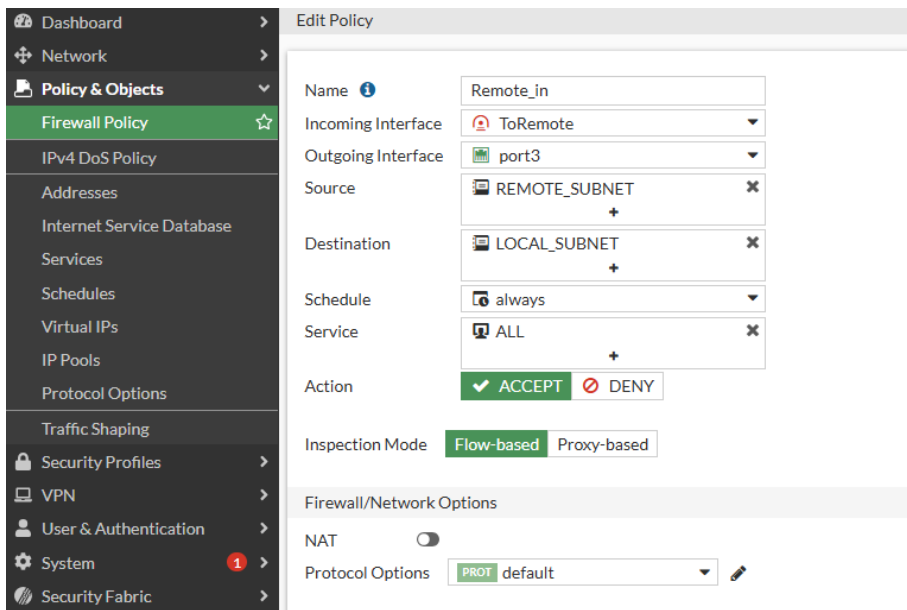 Dashboard
Network
Policy & Objects
Firewall Policy
IPv4 DoS Policy
Addresses
Internet Service Database
Services
Schedules
Virtual IPs
IP Pools
Protocol Options
Traffic Shaping
Security Profiles
VPN
User & Authentication
System 1
Security Fabric
Edit Policy
Name Remote_in
Incoming Interface ToRemote
Outgoing Interface port3
Source REMOTE_SUBNET
+
Destination LOCAL_SUBNET
+
Schedule always
Service ALL
+
Action ACCEPT DENY
Inspection Mode Flow-based Proxy-based
Firewall/Network Options
NAT
Protocol Options PROT default